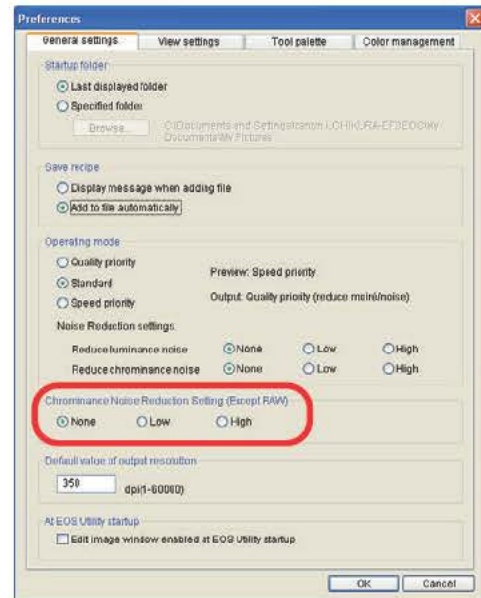 Preferences
General settings View settings Tool palette Color management
Startup folder
Last displayed folder
Specified folder
Browse...
Save recipe
Display message when adding file
Add to file automatically
Operating mode
Quality priority
Preview: Speed priority
Standard
Output: Quality priority (reduce moiré/noise)
Speed priority
Noise Reduction settings
Reduce luminance noise None Low High
Reduce chrominance noise None Low High
Chrominance Noise Reduction Setting (Except RAW)
None Low High
Default value of output resolution
350 dpi(1-60000)
At EOS Utility startup
Edit image window enabled at EOS Utility startup
OK Cancel